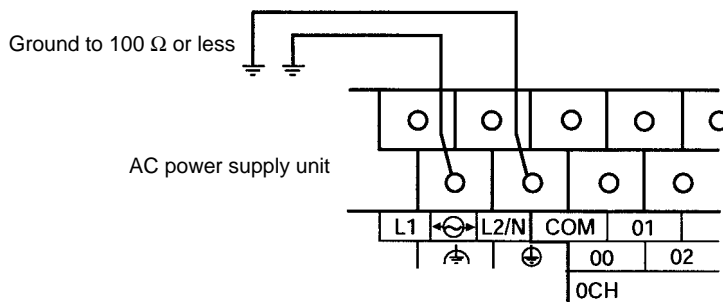 Ground to 100 Ω or less
AC power supply unit
L1 L2/N COM 01
00 02
0CH